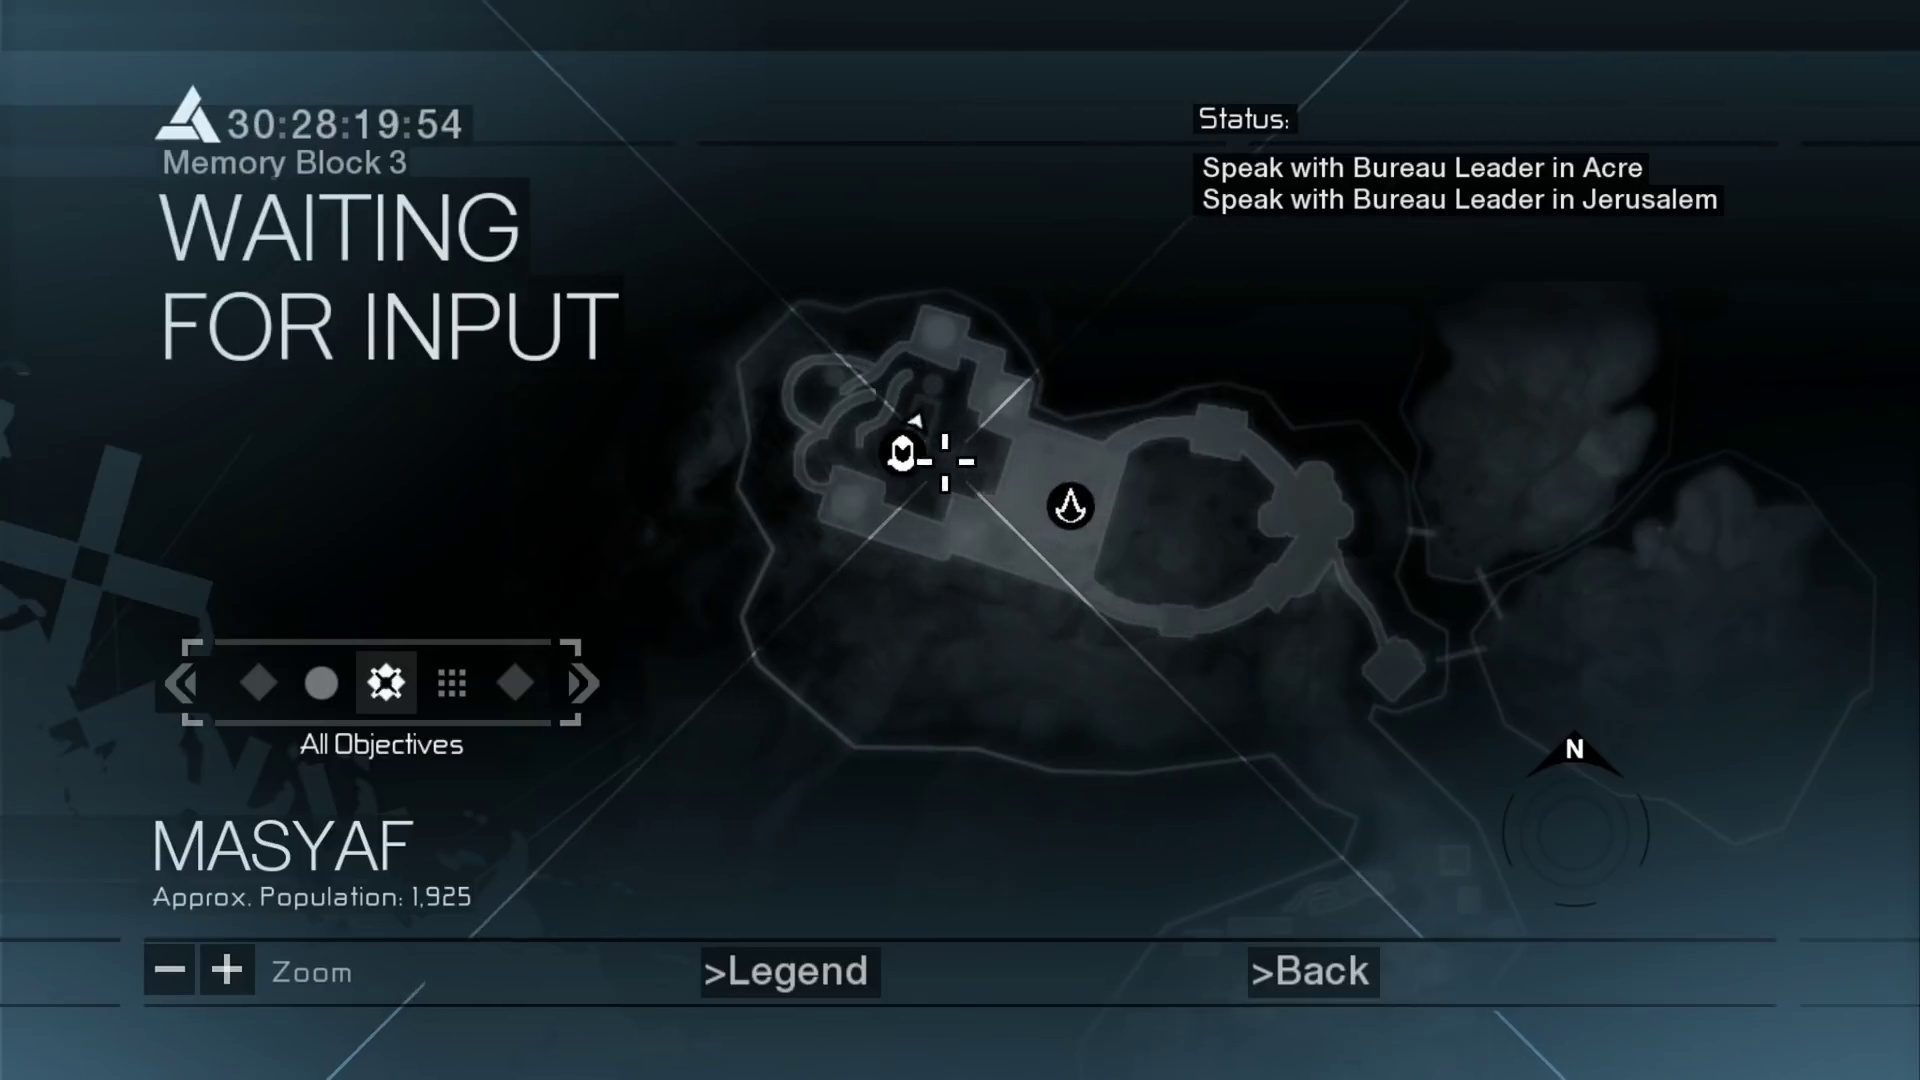 30:28:19:54
Memory Block 3
WAITING
FOR INPUT
Status:
Speak with Bureau Leader in Acre
Speak with Bureau Leader in Jerusalem
All Objectives
N
MASYAF
Approx. Population: 1,925
Zoom
>Legend
>Back